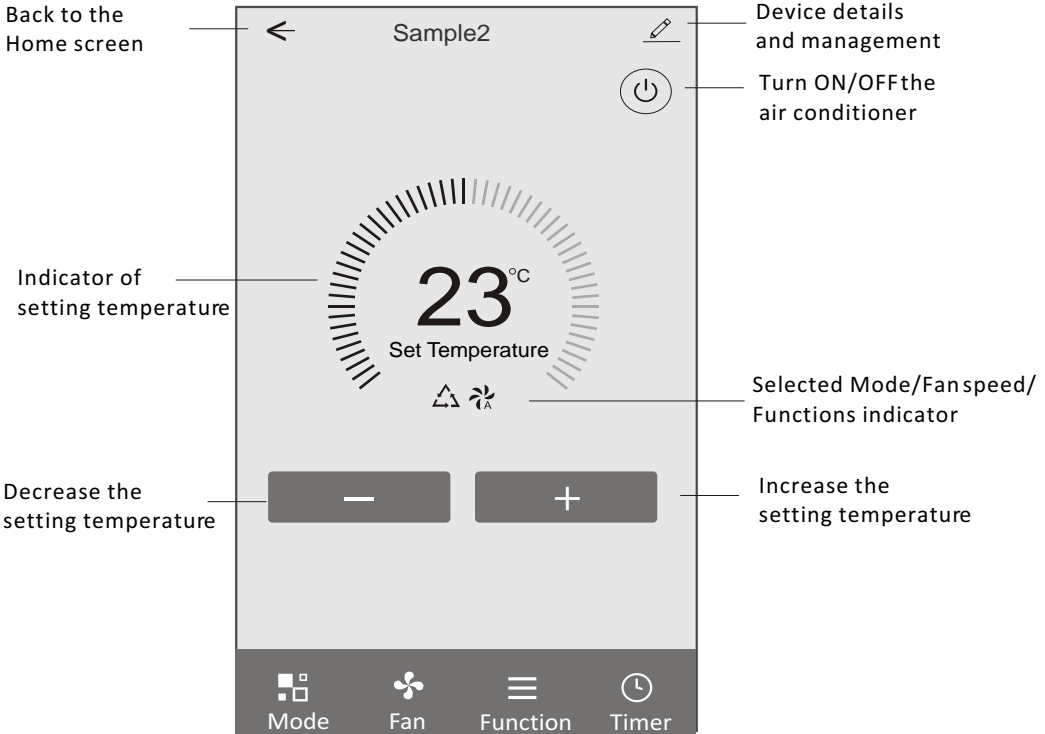 Back to the
Home screen
Sample2
Device details
and management
Turn ON/OFF the
air conditioner
Indicator of
setting temperature
23°C
Set Temperature
A
Selected Mode/Fan speed/
Functions indicator
Decrease the
setting temperature
−
+
Increase the
setting temperature
Mode
Fan
Function
Timer